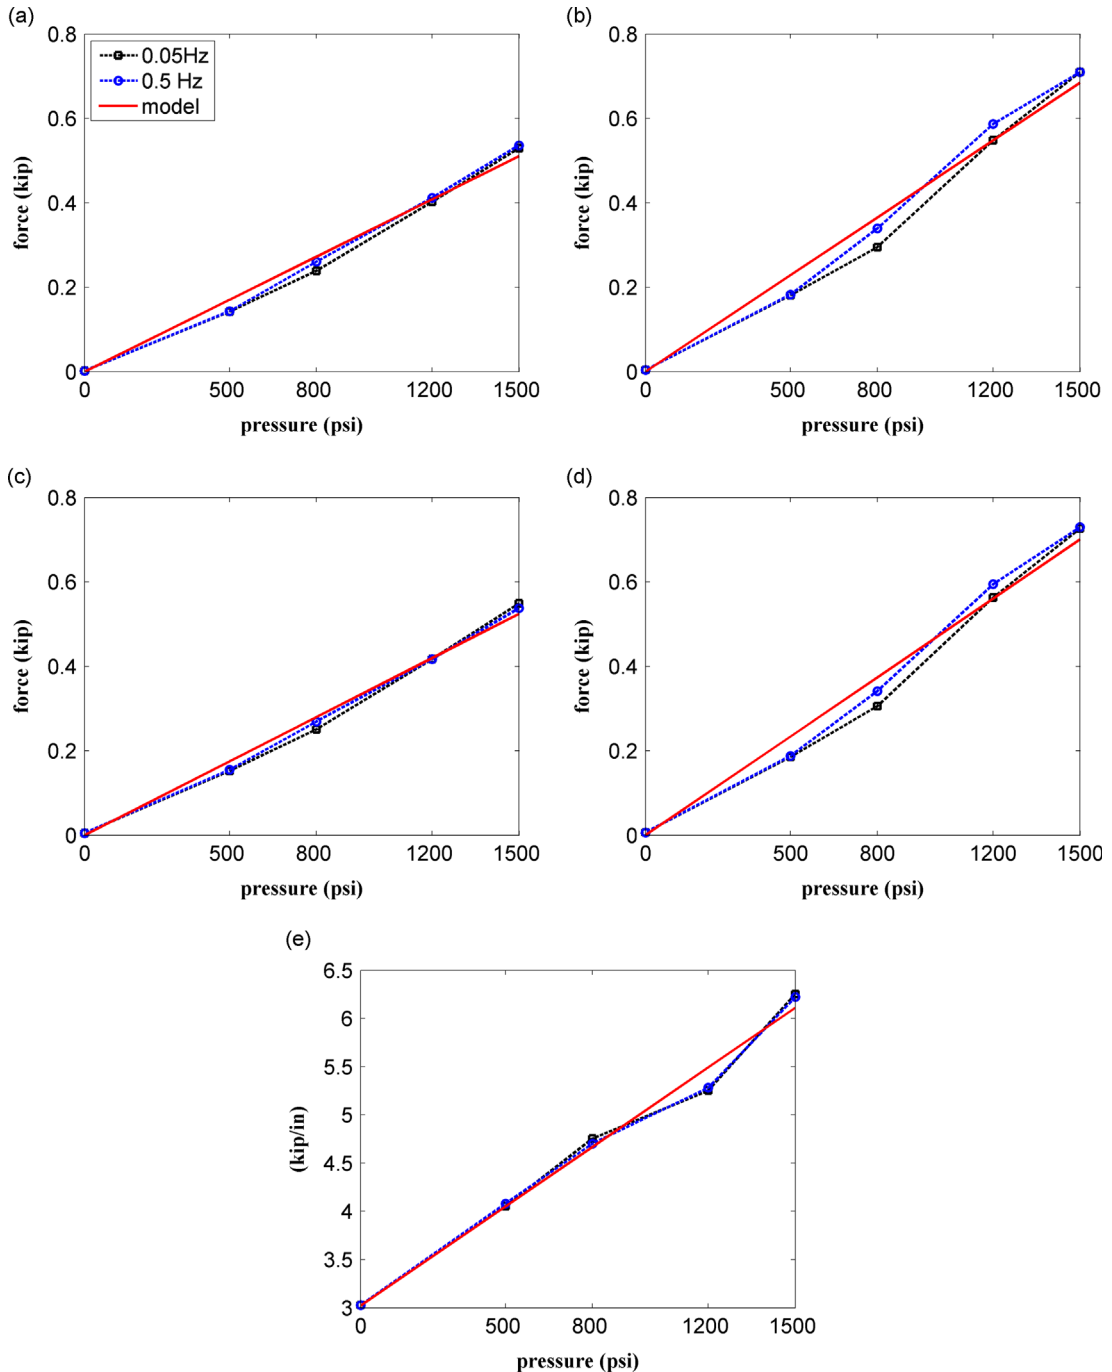 (a)
0.8
0.6
0.4
0.2
0
0.05Hz
0.5 Hz
model
force (kip)
0 500 800 1200 1500
pressure (psi)
(b)
0.8
0.6
0.4
0.2
0
force (kip)
0 500 800 1200 1500
pressure (psi)
(c)
0.8
0.6
0.4
0.2
0
force (kip)
0 500 800 1200 1500
pressure (psi)
(d)
0.8
0.6
0.4
0.2
0
force (kip)
0 500 800 1200 1500
pressure (psi)
(e)
6.5
6
5.5
5
4.5
4
3.5
3
(kip/in)
0 500 800 1200 1500
pressure (psi)